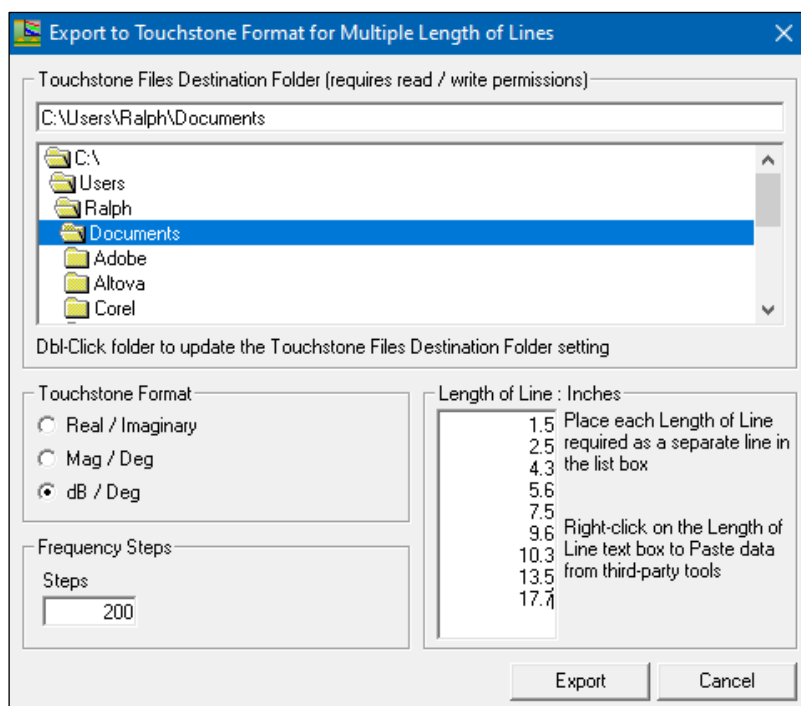 Export to Touchstone Format for Multiple Length of Lines
Touchstone Files Destination Folder (requires read / write permissions)
C:\Users\Ralph\Documents
C:\
Users
Ralph
Documents
Adobe
Altova
Corel
Dbl-Click folder to update the Touchstone Files Destination Folder setting
Touchstone Format
Real / Imaginary
Mag / Deg
dB / Deg
Frequency Steps
Steps
200
Length of Line : Inches
1.5
2.5
4.3
5.6
7.5
9.6
10.3
13.5
17.7
Place each Length of Line
required as a separate line in
the list box
Right-click on the Length of
Line text box to Paste data
from third-party tools
Export
Cancel